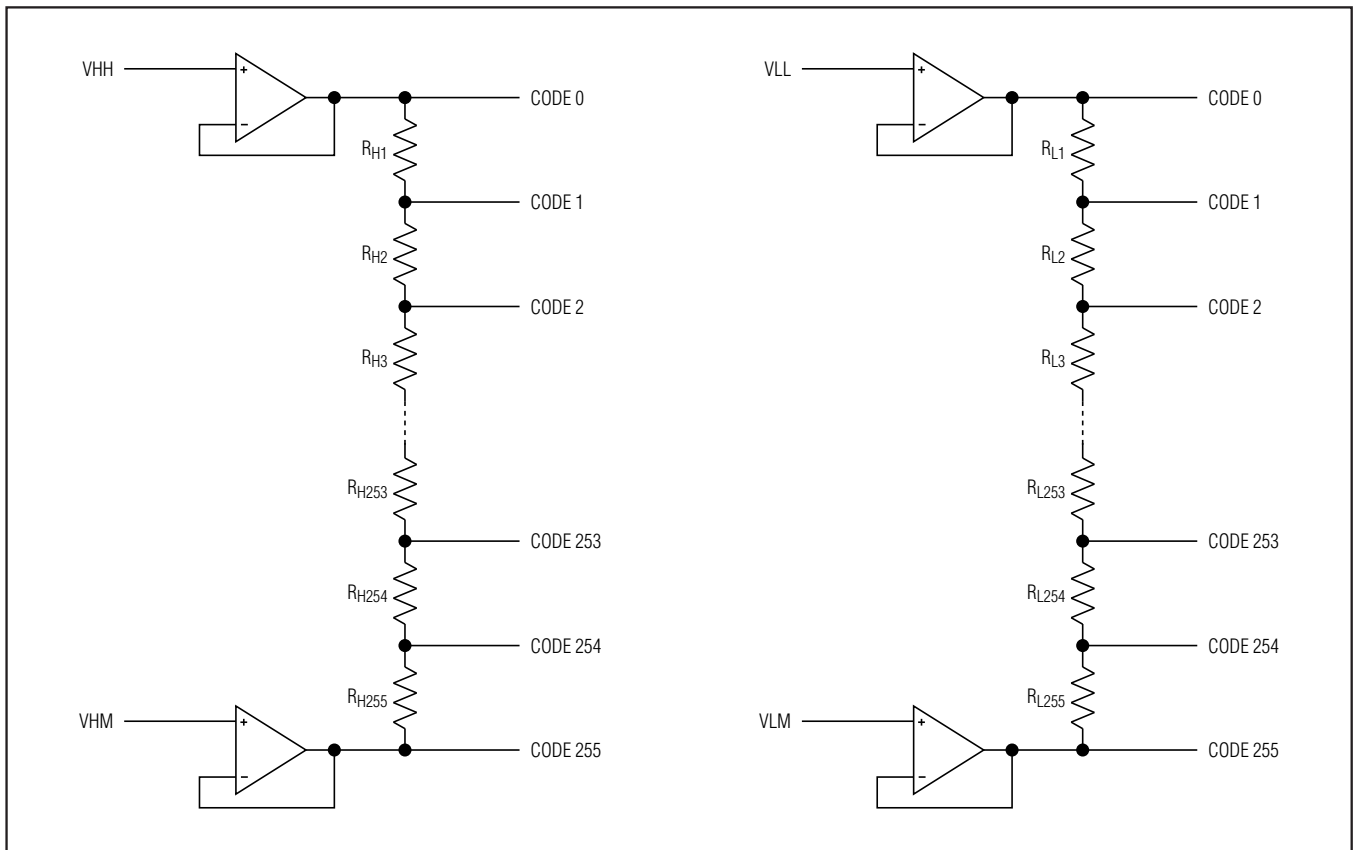 VHH
+
−
CODE 0
RH1
CODE 1
RH2
CODE 2
RH3
RH253
CODE 253
RH254
CODE 254
RH255
VHM
+
−
CODE 255
VLL
+
−
CODE 0
RL1
CODE 1
RL2
CODE 2
RL3
RL253
CODE 253
RL254
CODE 254
RL255
VLM
+
−
CODE 255